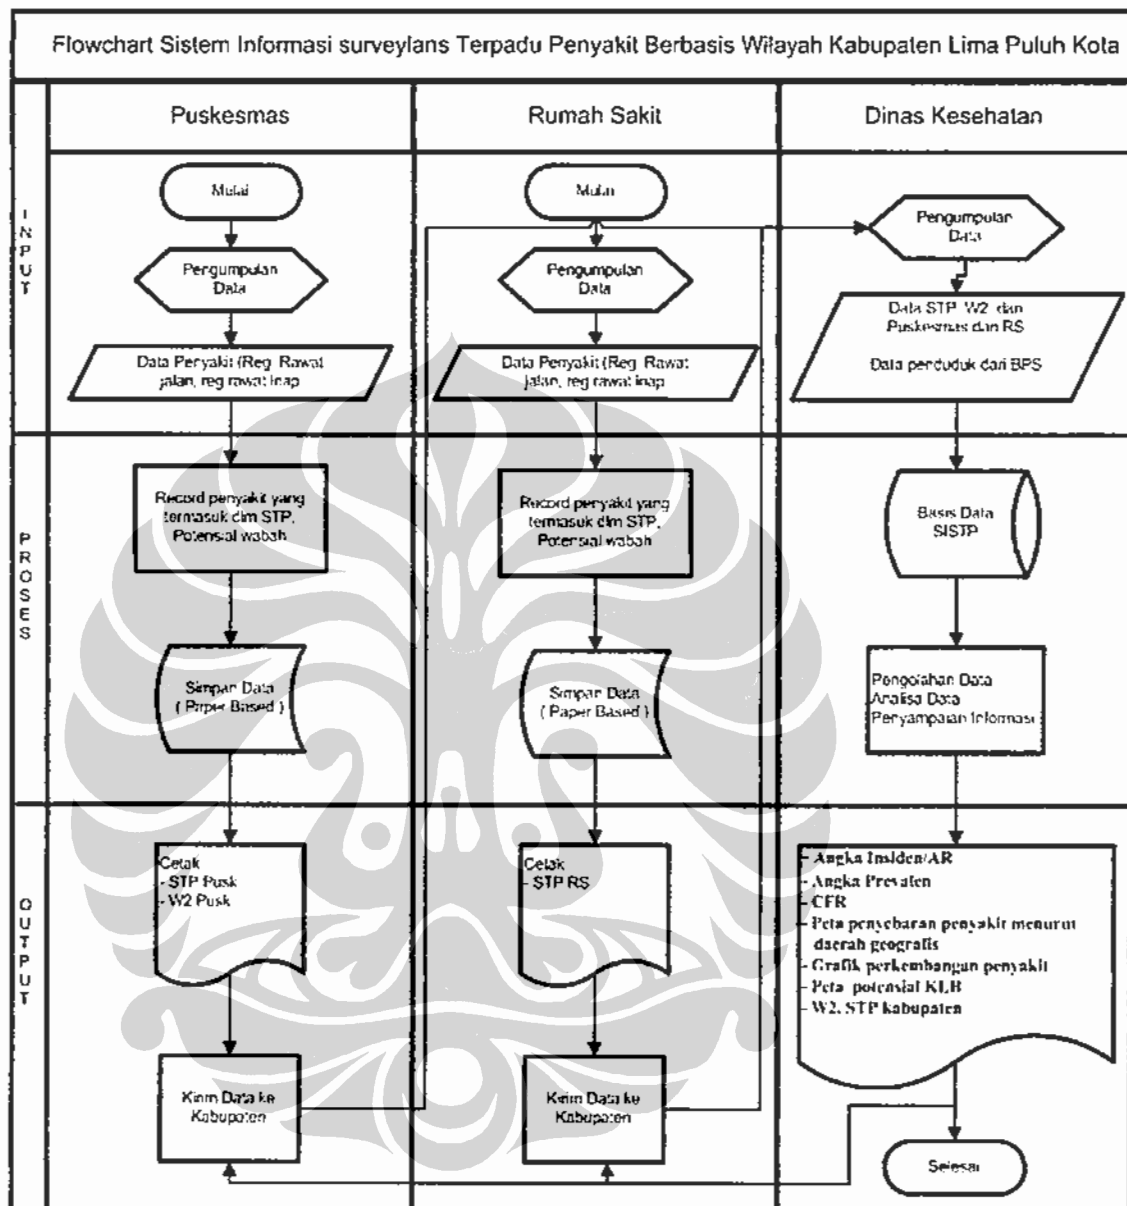 Flowchart Sistem Informasi surveylans Terpadu Penyakit Berbasis Wilayah Kabupaten Lima Puluh Kota
Puskesmas
Rumah Sakit
Dinas Kesehatan
INPUT
Mulai
Pengumpulan
Data
Data Penyakit (Reg. Rawat
jalan, reg rawat inap
Mulai
Pengumpulan
Data
Data Penyakit (Reg. Rawat
jalan, reg rawat inap
Pengumpulan
Data
Data STP W2 dan
Puskesmas dan RS
Data penduduk dari BPS
PROSES
Record penyakit yang
termasuk dlm STP,
Potensial wabah
Simpan Data
( Paper Based )
Record penyakit yang
termasuk dlm STP,
Potensial wabah
Simpan Data
( Paper Based )
Basis Data
SISTP
Pengolahan Data
Analisa Data
Penyampaian Informasi
OUTPUT
Cetak
- STP Pusk
- W2 Pusk
Kirim Data ke
Kabupaten
Cetak
- STP RS
Kirim Data ke
Kabupaten
- Angka Insiden/AR
- Angka Prevalen
- CFR
- Peta penyebaran penyakit menurut
daerah geografis
- Grafik perkembangan penyakit
- Peta potensial KLB
- W2, STP kabupaten
Selesai